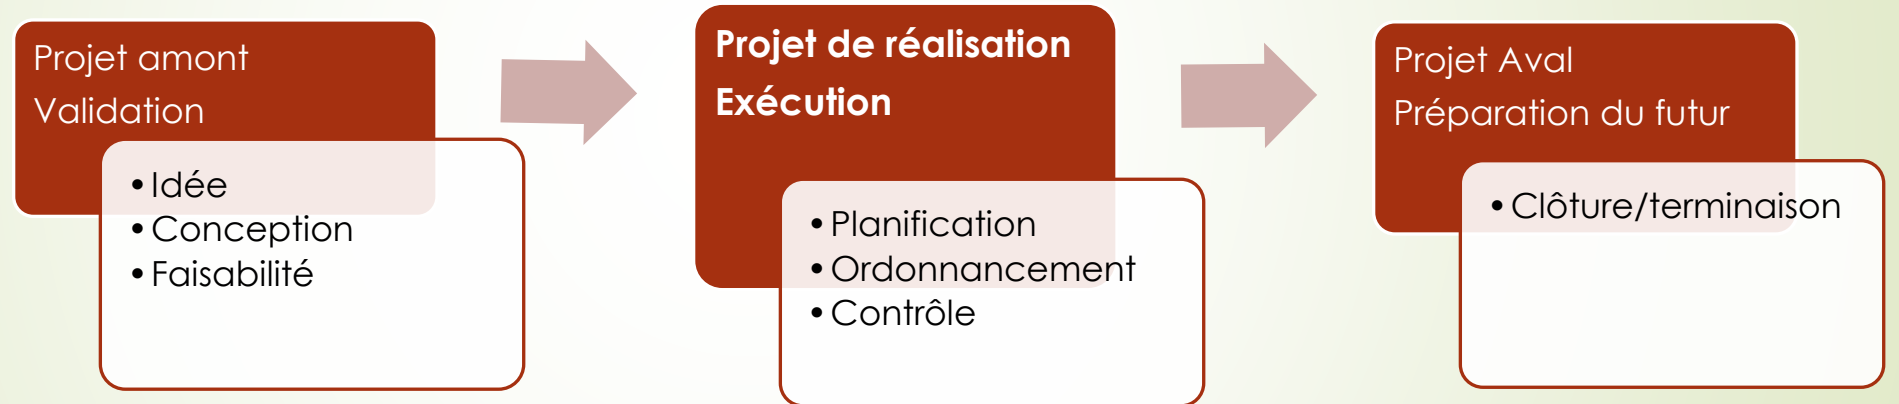 Projet amont
Validation
• Idée
• Conception
• Faisabilité
Projet de réalisation
Exécution
• Planification
• Ordonnancement
• Contrôle
Projet Aval
Préparation du futur
• Clôture/terminaison